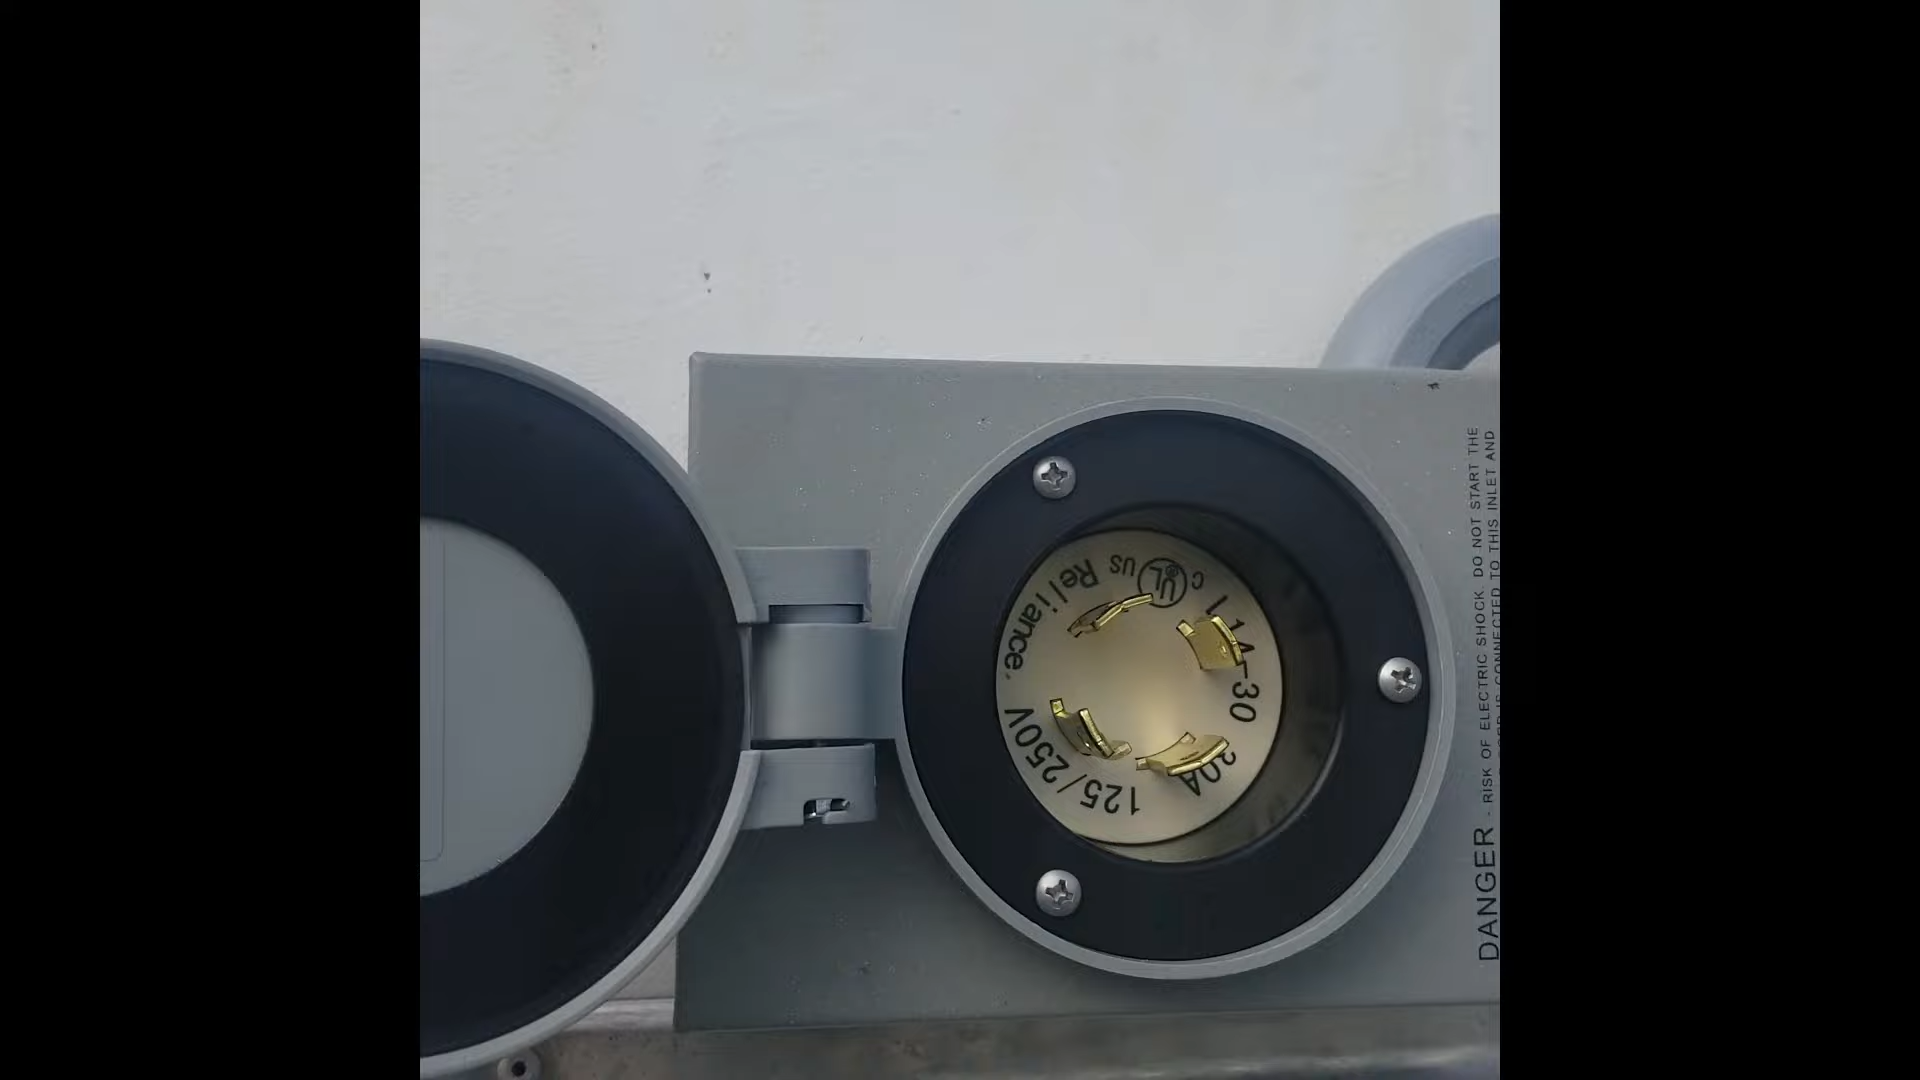 Reliance.
C UL US
L14-30
30A
125/250V
DANGER - RISK OF ELECTRIC SHOCK. DO NOT START THE
CONNECTED TO THIS INLET AND